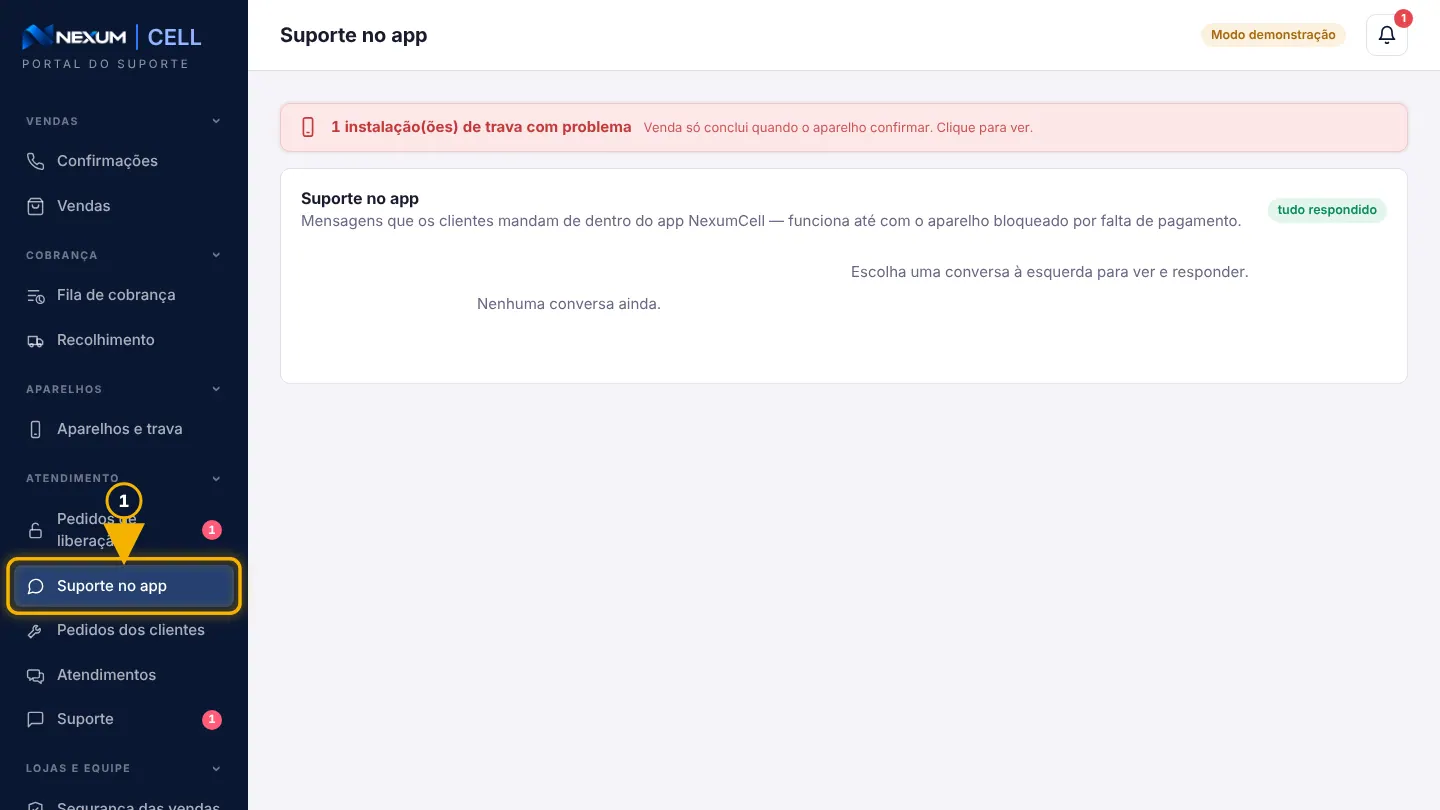 NEXUM | CELL
PORTAL DO SUPORTE
VENDAS
Confirmações
Vendas
COBRANÇA
Fila de cobrança
Recolhimento
APARELHOS
Aparelhos e trava
ATENDIMENTO
1
Pedidos de
liberação
1
Suporte no app
Pedidos dos clientes
Atendimentos
Suporte
1
LOJAS E EQUIPE
Segurança das vendas
Suporte no app
Modo demonstração
1
1 instalação(ões) de trava com problema Venda só conclui quando o aparelho confirmar. Clique para ver.
Suporte no app
Mensagens que os clientes mandam de dentro do app NexumCell — funciona até com o aparelho bloqueado por falta de pagamento.
tudo respondido
Escolha uma conversa à esquerda para ver e responder.
Nenhuma conversa ainda.